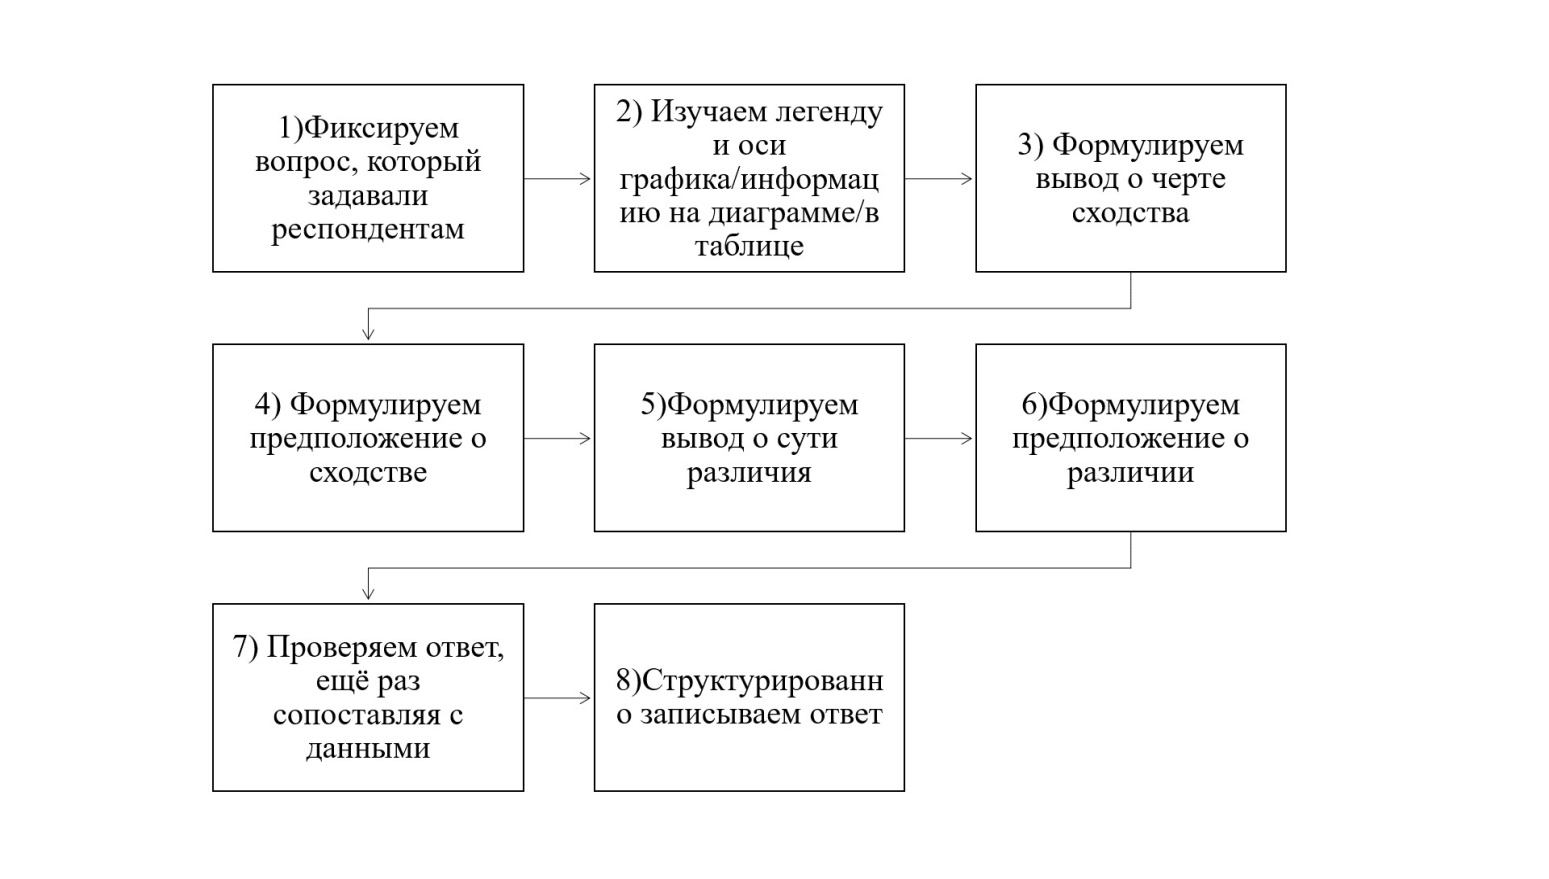 1)Фиксируем
вопрос, который
задавали
респондентам
2) Изучаем легенду
и оси
графика/информац
ию на диаграмме/в
таблице
3) Формулируем
вывод о черте
сходства
4) Формулируем
предположение о
сходстве
5)Формулируем
вывод о сути
различия
6)Формулируем
предположение о
различии
7) Проверяем ответ,
ещё раз
сопоставляя с
данными
8)Структурированн
о записываем ответ